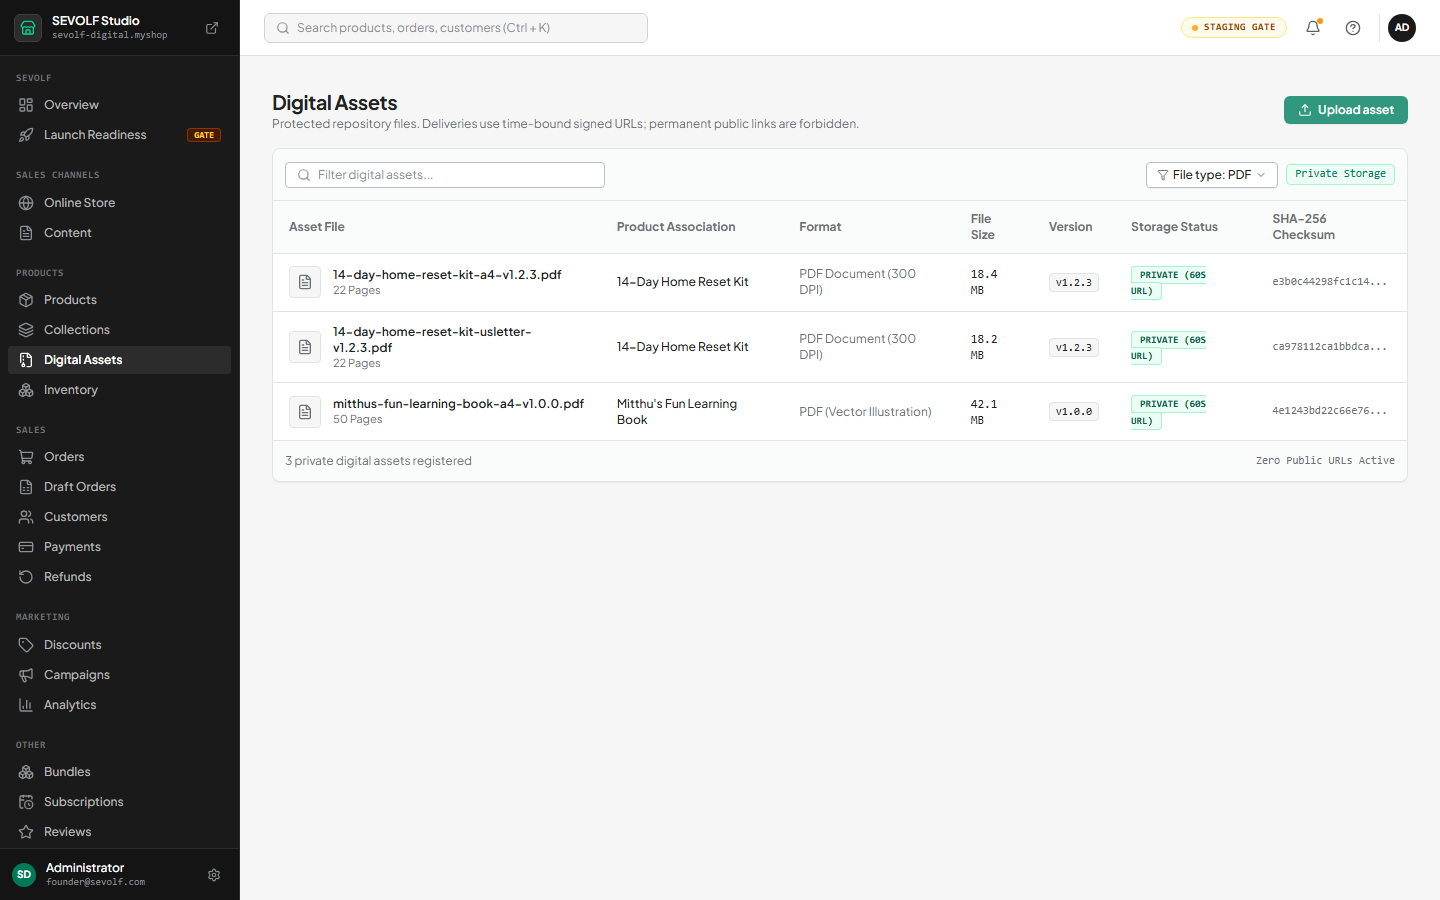 SEVOLF Studio
sevolf-digital.myshop
Search products, orders, customers (Ctrl + K)
STAGING GATE
AD
SEVOLF
Overview
Launch Readiness
GATE
SALES CHANNELS
Online Store
Content
PRODUCTS
Products
Collections
Digital Assets
Inventory
SALES
Orders
Draft Orders
Customers
Payments
Refunds
MARKETING
Discounts
Campaigns
Analytics
OTHER
Bundles
Subscriptions
Reviews
SD
Administrator
founder@sevolf.com
Digital Assets
Protected repository files. Deliveries use time-bound signed URLs; permanent public links are forbidden.
Upload asset
Filter digital assets...
File type: PDF
Private Storage
Asset File
Product Association
Format
File
Size
Version
Storage Status
SHA-256
Checksum
14-day-home-reset-kit-a4-v1.2.3.pdf
22 Pages
14-Day Home Reset Kit
PDF Document (300
DPI)
18.4
MB
v1.2.3
PRIVATE (60S
URL)
e3b0c44298fc1c14...
14-day-home-reset-kit-usletter-
v1.2.3.pdf
22 Pages
14-Day Home Reset Kit
PDF Document (300
DPI)
18.2
MB
v1.2.3
PRIVATE (60S
URL)
ca978112ca1bbdca...
mitthus-fun-learning-book-a4-v1.0.0.pdf
50 Pages
Mitthu's Fun Learning
Book
PDF (Vector Illustration)
42.1
MB
v1.0.0
PRIVATE (60S
URL)
4e1243bd22c66e76...
3 private digital assets registered
Zero Public URLs Active